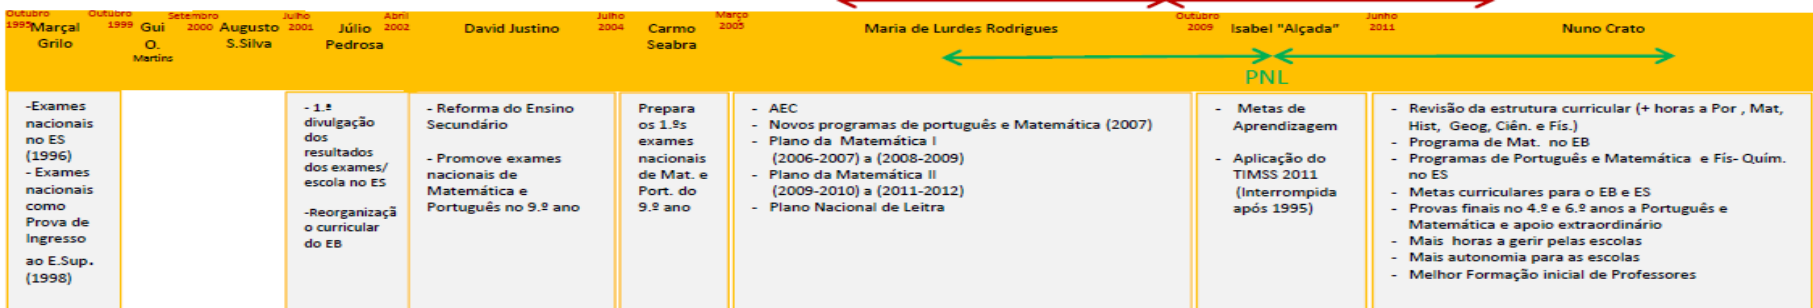 Outubro
1995
Marçal
Grilo
Outubro
1999
Gui
O.
Martins
Setembro
2000
Augusto
S.Silva
Julho
2001
Júlio
Pedrosa
Abril
2002
David Justino
Julho
2004
Carmo
Seabra
Março
2005
Maria de Lurdes Rodrigues
Outubro
2009
Isabel "Alçada"
Junho
2011
Nuno Crato
PNL
-Exames
nacionais
no ES
(1996)
- Exames
nacionais
como
Prova de
Ingresso
ao E.Sup.
(1998)
- 1.ª
divulgação
dos
resultados
dos exames/
escola no ES
-Reorganizaçã
o curricular
do EB
- Reforma do Ensino
Secundário
- Promove exames
nacionais de
Matemática e
Português no 9.º ano
Prepara
os 1.ºs
exames
nacionais
de Mat. e
Port. do
9.º ano
- AEC
- Novos programas de português e Matemática (2007)
- Plano da Matemática I
(2006-2007) a (2008-2009)
- Plano da Matemática II
(2009-2010) a (2011-2012)
- Plano Nacional de Leitra
- Metas de
Aprendizagem
- Aplicação do
TIMSS 2011
(Interrompida
após 1995)
- Revisão da estrutura curricular (+ horas a Por , Mat,
Hist, Geog, Ciên. e Fís.)
- Programa de Mat. no EB
- Programas de Português e Matemática e Fís- Quím.
no ES
- Metas curriculares para o EB e ES
- Provas finais no 4.º e 6.º anos a Português e
Matemática e apoio extraordinário
- Mais horas a gerir pelas escolas
- Mais autonomia para as escolas
- Melhor Formação inicial de Professores